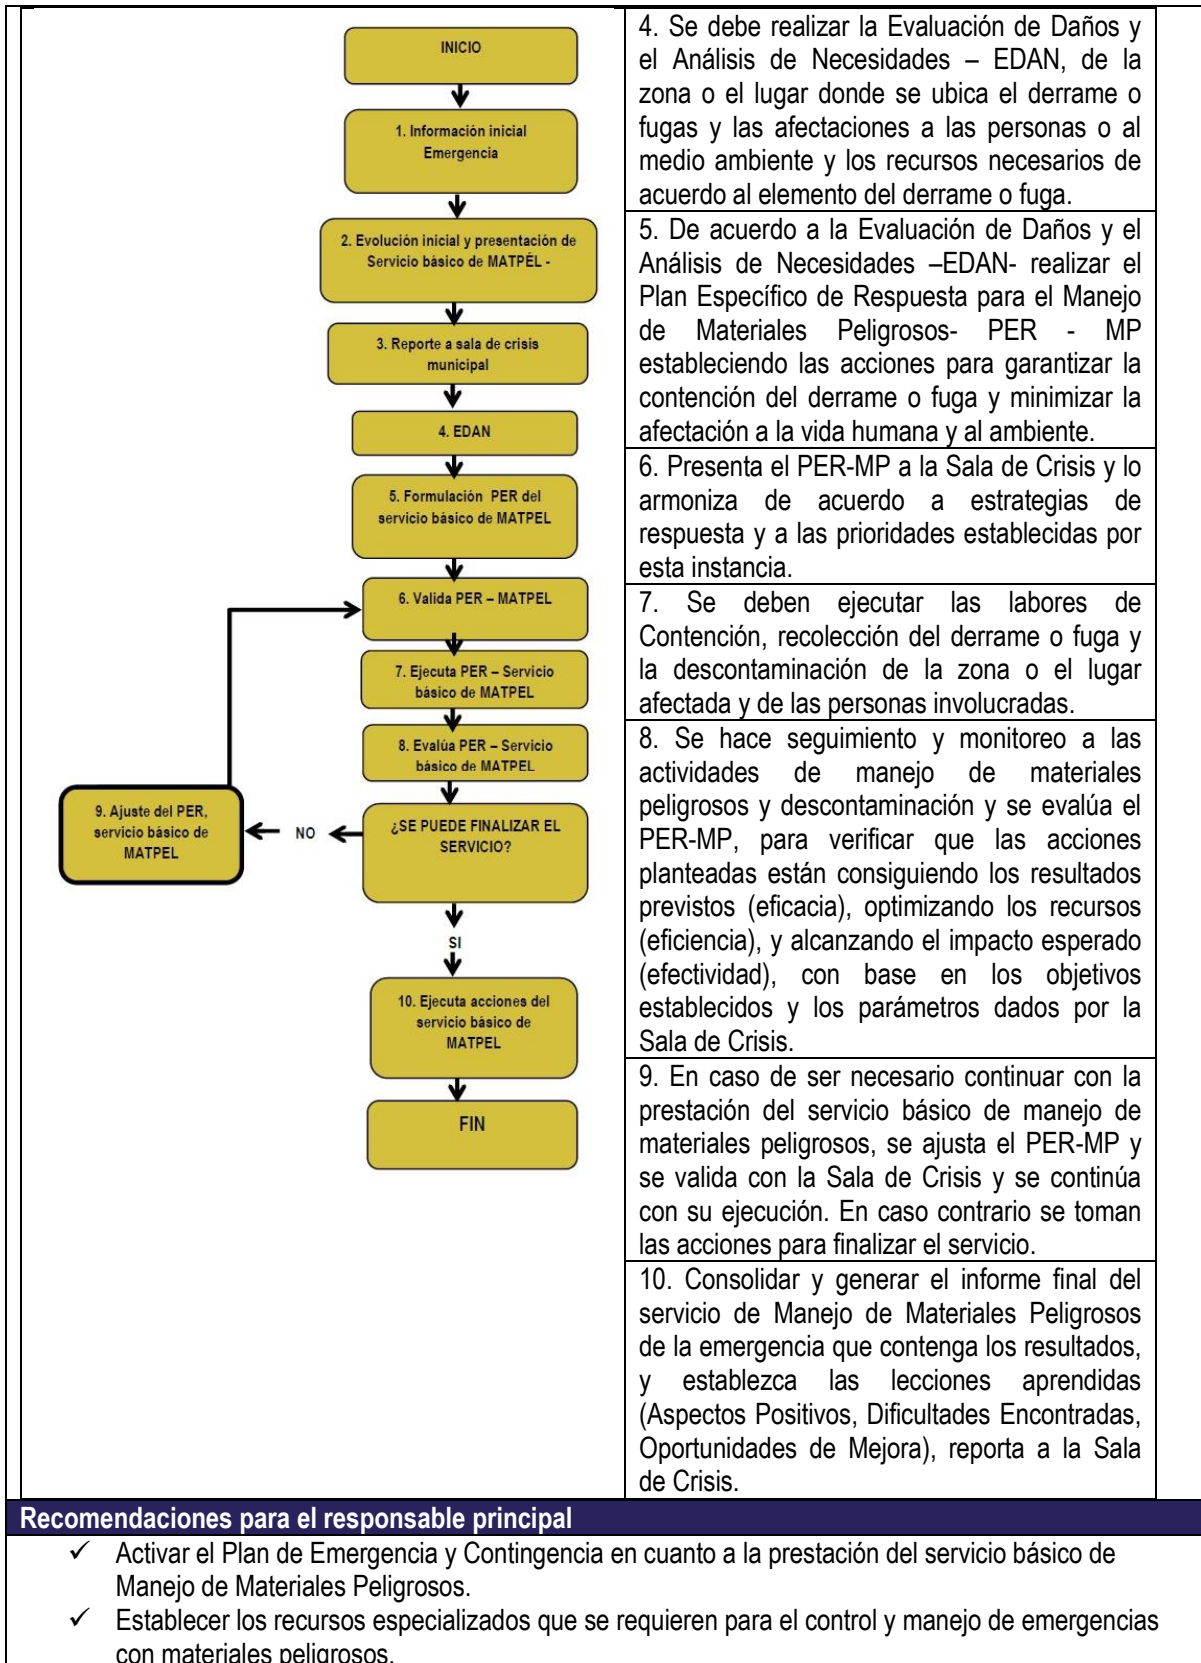 INICIO
1. Información inicial
Emergencia
2. Evolución inicial y presentación de
Servicio básico de MATPÉL -
3. Reporte a sala de crisis
municipal
4. EDAN
5. Formulación PER del
servicio básico de MATPEL
6. Valida PER – MATPEL
7. Ejecuta PER – Servicio
básico de MATPEL
8. Evalúa PER – Servicio
básico de MATPEL
9. Ajuste del PER,
servicio básico de
MATPEL
NO
¿SE PUEDE FINALIZAR EL
SERVICIO?
SI
10. Ejecuta acciones del
servicio básico de
MATPEL
FIN
4. Se debe realizar la Evaluación de Daños y
el Análisis de Necesidades – EDAN, de la
zona o el lugar donde se ubica el derrame o
fugas y las afectaciones a las personas o al
medio ambiente y los recursos necesarios de
acuerdo al elemento del derrame o fuga.
5. De acuerdo a la Evaluación de Daños y el
Análisis de Necesidades –EDAN- realizar el
Plan Específico de Respuesta para el Manejo
de Materiales Peligrosos- PER - MP
estableciendo las acciones para garantizar la
contención del derrame o fuga y minimizar la
afectación a la vida humana y al ambiente.
6. Presenta el PER-MP a la Sala de Crisis y lo
armoniza de acuerdo a estrategias de
respuesta y a las prioridades establecidas por
esta instancia.
7. Se deben ejecutar las labores de
Contención, recolección del derrame o fuga y
la descontaminación de la zona o el lugar
afectada y de las personas involucradas.
8. Se hace seguimiento y monitoreo a las
actividades de manejo de materiales
peligrosos y descontaminación y se evalúa el
PER-MP, para verificar que las acciones
planteadas están consiguiendo los resultados
previstos (eficacia), optimizando los recursos
(eficiencia), y alcanzando el impacto esperado
(efectividad), con base en los objetivos
establecidos y los parámetros dados por la
Sala de Crisis.
9. En caso de ser necesario continuar con la
prestación del servicio básico de manejo de
materiales peligrosos, se ajusta el PER-MP y
se valida con la Sala de Crisis y se continúa
con su ejecución. En caso contrario se toman
las acciones para finalizar el servicio.
10. Consolidar y generar el informe final del
servicio de Manejo de Materiales Peligrosos
de la emergencia que contenga los resultados,
y establezca las lecciones aprendidas
(Aspectos Positivos, Dificultades Encontradas,
Oportunidades de Mejora), reporta a la Sala
de Crisis.
Recomendaciones para el responsable principal
✓ Activar el Plan de Emergencia y Contingencia en cuanto a la prestación del servicio básico de
Manejo de Materiales Peligrosos.
✓ Establecer los recursos especializados que se requieren para el control y manejo de emergencias
con materiales peligrosos.